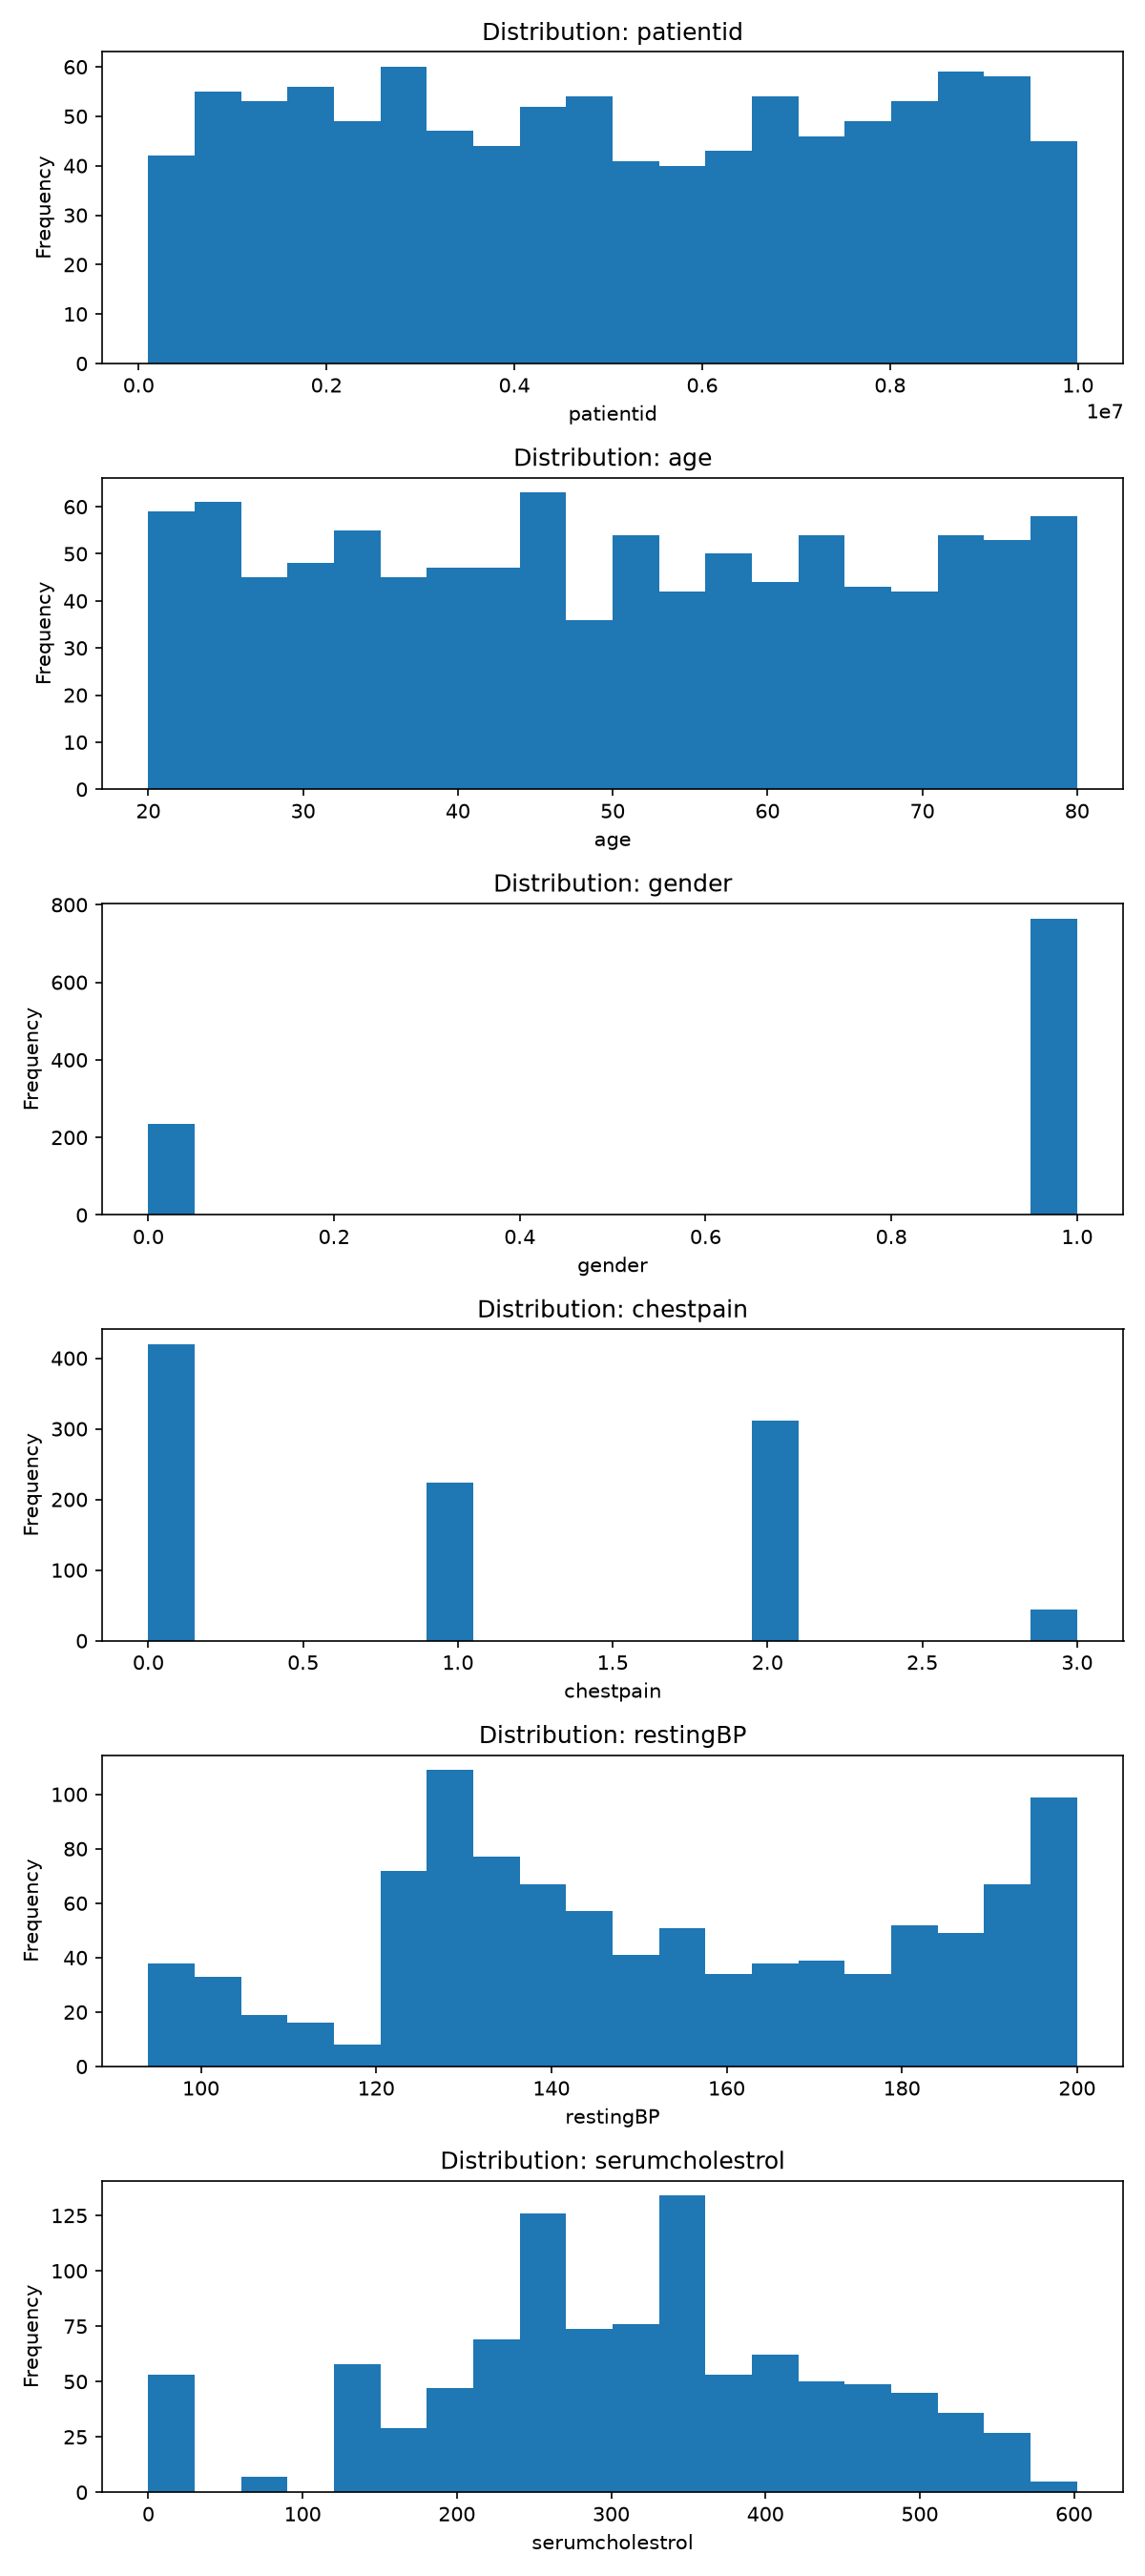 Distribution: patientid
60
50
40
30
20
10
0
Frequency
0.0 0.2 0.4 0.6 0.8 1.0
1e7
patientid
Distribution: age
60
50
40
30
20
10
0
Frequency
20 30 40 50 60 70 80
age
Distribution: gender
800
600
400
200
0
Frequency
0.0 0.2 0.4 0.6 0.8 1.0
gender
Distribution: chestpain
400
300
200
100
0
Frequency
0.0 0.5 1.0 1.5 2.0 2.5 3.0
chestpain
Distribution: restingBP
100
80
60
40
20
0
Frequency
100 120 140 160 180 200
restingBP
Distribution: serumcholestrol
125
100
75
50
25
0
Frequency
0 100 200 300 400 500 600
serumcholestrol